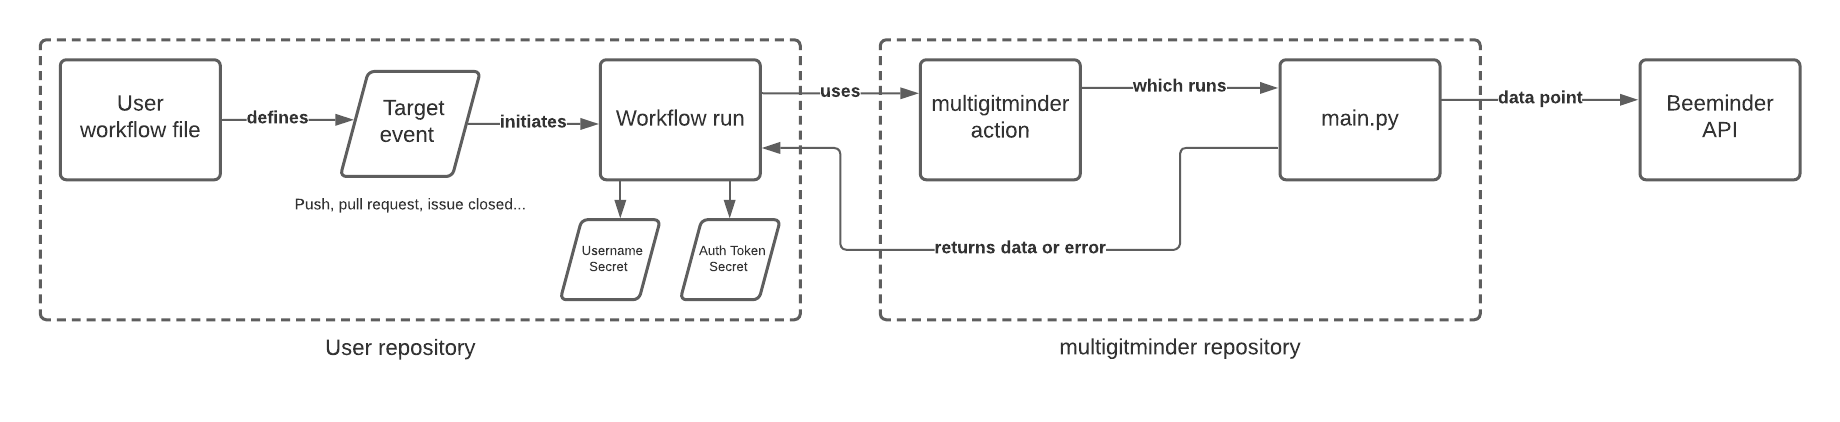 User
workflow file
defines
Target
event
Push, pull request, issue closed...
initiates
Workflow run
Username
Secret
Auth Token
Secret
User repository
uses
multigitminder
action
which runs
main.py
returns data or error
multigitminder repository
data point
Beeminder
API